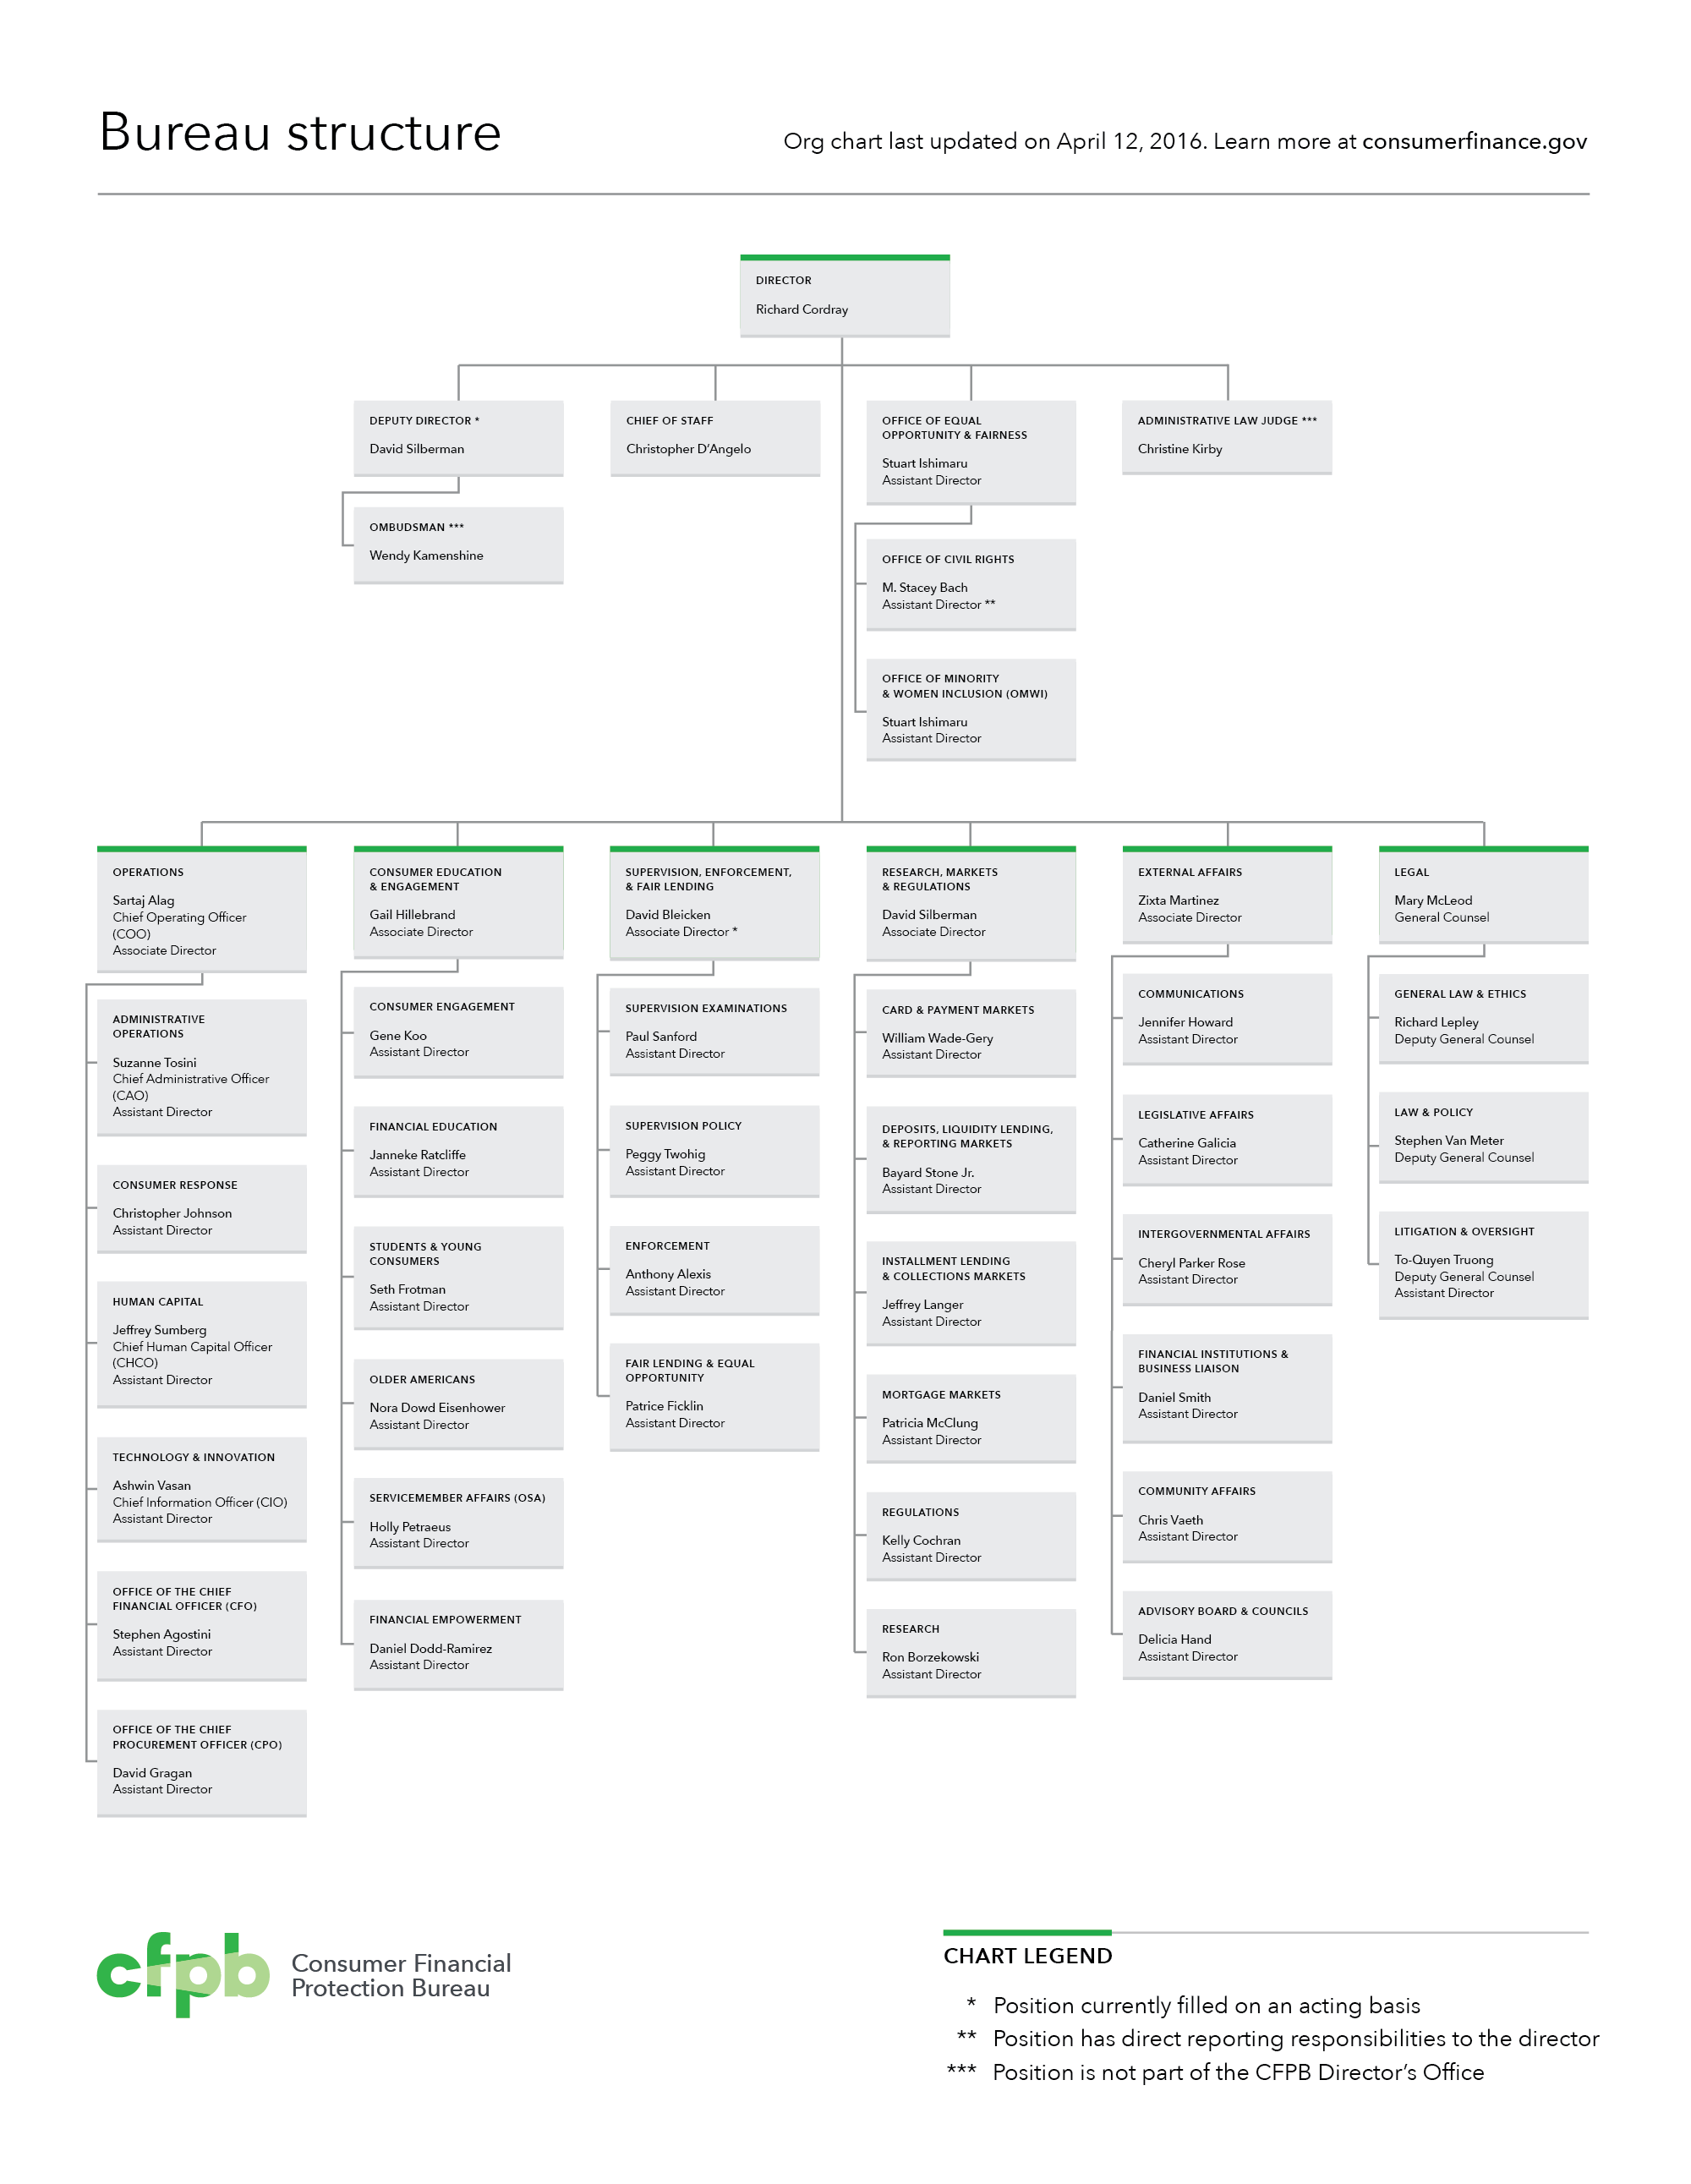 Bureau structure
Org chart last updated on April 12, 2016. Learn more at consumerfinance.gov
DIRECTOR
Richard Cordray
DEPUTY DIRECTOR *
David Silberman
OMBUDSMAN ***
Wendy Kamenshine
CHIEF OF STAFF
Christopher D’Angelo
OFFICE OF EQUAL
OPPORTUNITY & FAIRNESS
Stuart Ishimaru
Assistant Director
OFFICE OF CIVIL RIGHTS
M. Stacey Bach
Assistant Director **
OFFICE OF MINORITY
& WOMEN INCLUSION (OMWI)
Stuart Ishimaru
Assistant Director
ADMINISTRATIVE LAW JUDGE ***
Christine Kirby
OPERATIONS
Sartaj Alag
Chief Operating Officer
(COO)
Associate Director
ADMINISTRATIVE
OPERATIONS
Suzanne Tosini
Chief Administrative Officer
(CAO)
Assistant Director
CONSUMER RESPONSE
Christopher Johnson
Assistant Director
HUMAN CAPITAL
Jeffrey Sumberg
Chief Human Capital Officer
(CHCO)
Assistant Director
TECHNOLOGY & INNOVATION
Ashwin Vasan
Chief Information Officer (CIO)
Assistant Director
OFFICE OF THE CHIEF
FINANCIAL OFFICER (CFO)
Stephen Agostini
Assistant Director
OFFICE OF THE CHIEF
PROCUREMENT OFFICER (CPO)
David Gragan
Assistant Director
CONSUMER EDUCATION
& ENGAGEMENT
Gail Hillebrand
Associate Director
CONSUMER ENGAGEMENT
Gene Koo
Assistant Director
FINANCIAL EDUCATION
Janneke Ratcliffe
Assistant Director
STUDENTS & YOUNG
CONSUMERS
Seth Frotman
Assistant Director
OLDER AMERICANS
Nora Dowd Eisenhower
Assistant Director
SERVICEMEMBER AFFAIRS (OSA)
Holly Petraeus
Assistant Director
FINANCIAL EMPOWERMENT
Daniel Dodd-Ramirez
Assistant Director
SUPERVISION, ENFORCEMENT,
& FAIR LENDING
David Bleicken
Associate Director *
SUPERVISION EXAMINATIONS
Paul Sanford
Assistant Director
SUPERVISION POLICY
Peggy Twohig
Assistant Director
ENFORCEMENT
Anthony Alexis
Assistant Director
FAIR LENDING & EQUAL
OPPORTUNITY
Patrice Ficklin
Assistant Director
RESEARCH, MARKETS
& REGULATIONS
David Silberman
Associate Director
CARD & PAYMENT MARKETS
William Wade-Gery
Assistant Director
DEPOSITS, LIQUIDITY LENDING,
& REPORTING MARKETS
Bayard Stone Jr.
Assistant Director
INSTALLMENT LENDING
& COLLECTIONS MARKETS
Jeffrey Langer
Assistant Director
MORTGAGE MARKETS
Patricia McClung
Assistant Director
REGULATIONS
Kelly Cochran
Assistant Director
RESEARCH
Ron Borzekowski
Assistant Director
EXTERNAL AFFAIRS
Zixta Martinez
Associate Director
COMMUNICATIONS
Jennifer Howard
Assistant Director
LEGISLATIVE AFFAIRS
Catherine Galicia
Assistant Director
INTERGOVERNMENTAL AFFAIRS
Cheryl Parker Rose
Assistant Director
FINANCIAL INSTITUTIONS &
BUSINESS LIAISON
Daniel Smith
Assistant Director
COMMUNITY AFFAIRS
Chris Vaeth
Assistant Director
ADVISORY BOARD & COUNCILS
Delicia Hand
Assistant Director
LEGAL
Mary McLeod
General Counsel
GENERAL LAW & ETHICS
Richard Lepley
Deputy General Counsel
LAW & POLICY
Stephen Van Meter
Deputy General Counsel
LITIGATION & OVERSIGHT
To-Quyen Truong
Deputy General Counsel
Assistant Director
cfpb
Consumer Financial
Protection Bureau
CHART LEGEND
* Position currently filled on an acting basis
** Position has direct reporting responsibilities to the director
*** Position is not part of the CFPB Director’s Office